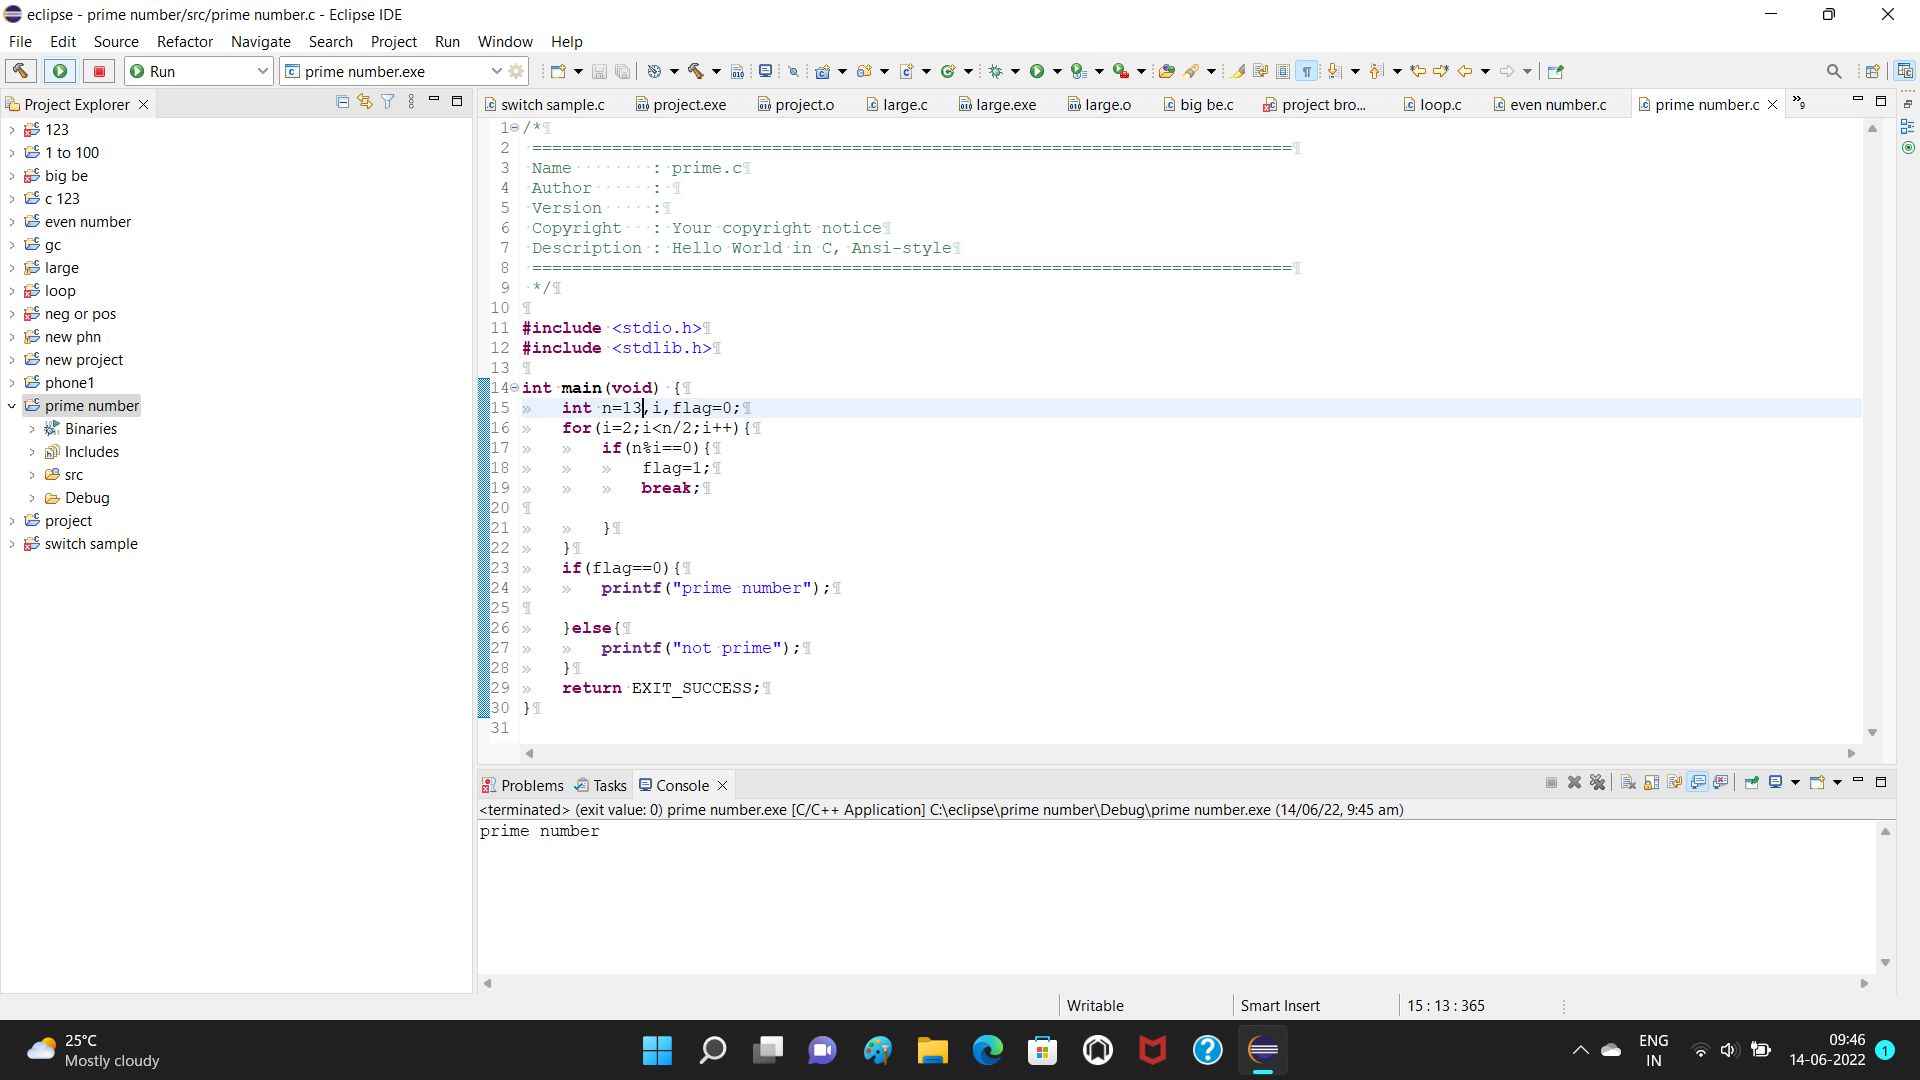 eclipse - prime number/src/prime number.c - Eclipse IDE
File Edit Source Refactor Navigate Search Project Run Window Help
Run
prime number.exe
Project Explorer
switch sample.c project.exe project.o large.c large.exe large.o big be.c project bro... loop.c even number.c prime number.c »9
123
1 to 100
big be
c 123
even number
gc
large
loop
neg or pos
new phn
new project
phone1
prime number
Binaries
Includes
src
Debug
project
switch sample
1 /*¶
2 ============================================================================¶
3 Name ········ : prime.c¶
4 Author ······ : ¶
5 Version ····· :¶
6 Copyright ··· : Your copyright notice¶
7 Description : Hello World in C, Ansi-style¶
8 ============================================================================¶
9 */¶
10 ¶
11 #include <stdio.h>¶
12 #include <stdlib.h>¶
13 ¶
14 int main(void) {¶
15 » int n=13,i,flag=0;¶
16 » for(i=2;i<n/2;i++){¶
17 » » if(n%i==0){¶
18 » » » flag=1;¶
19 » » » break;¶
20 ¶
21 » » }¶
22 » }¶
23 » if(flag==0){¶
24 » » printf("prime number");¶
25 ¶
26 » }else{¶
27 » » printf("not prime");¶
28 » }¶
29 » return EXIT_SUCCESS;¶
30 }¶
31
Problems Tasks Console
<terminated> (exit value: 0) prime number.exe [C/C++ Application] C:\eclipse\prime number\Debug\prime number.exe (14/06/22, 9:45 am)
prime number
Writable Smart Insert 15 : 13 : 365
25°C
Mostly cloudy
ENG
IN
09:46
14-06-2022
1